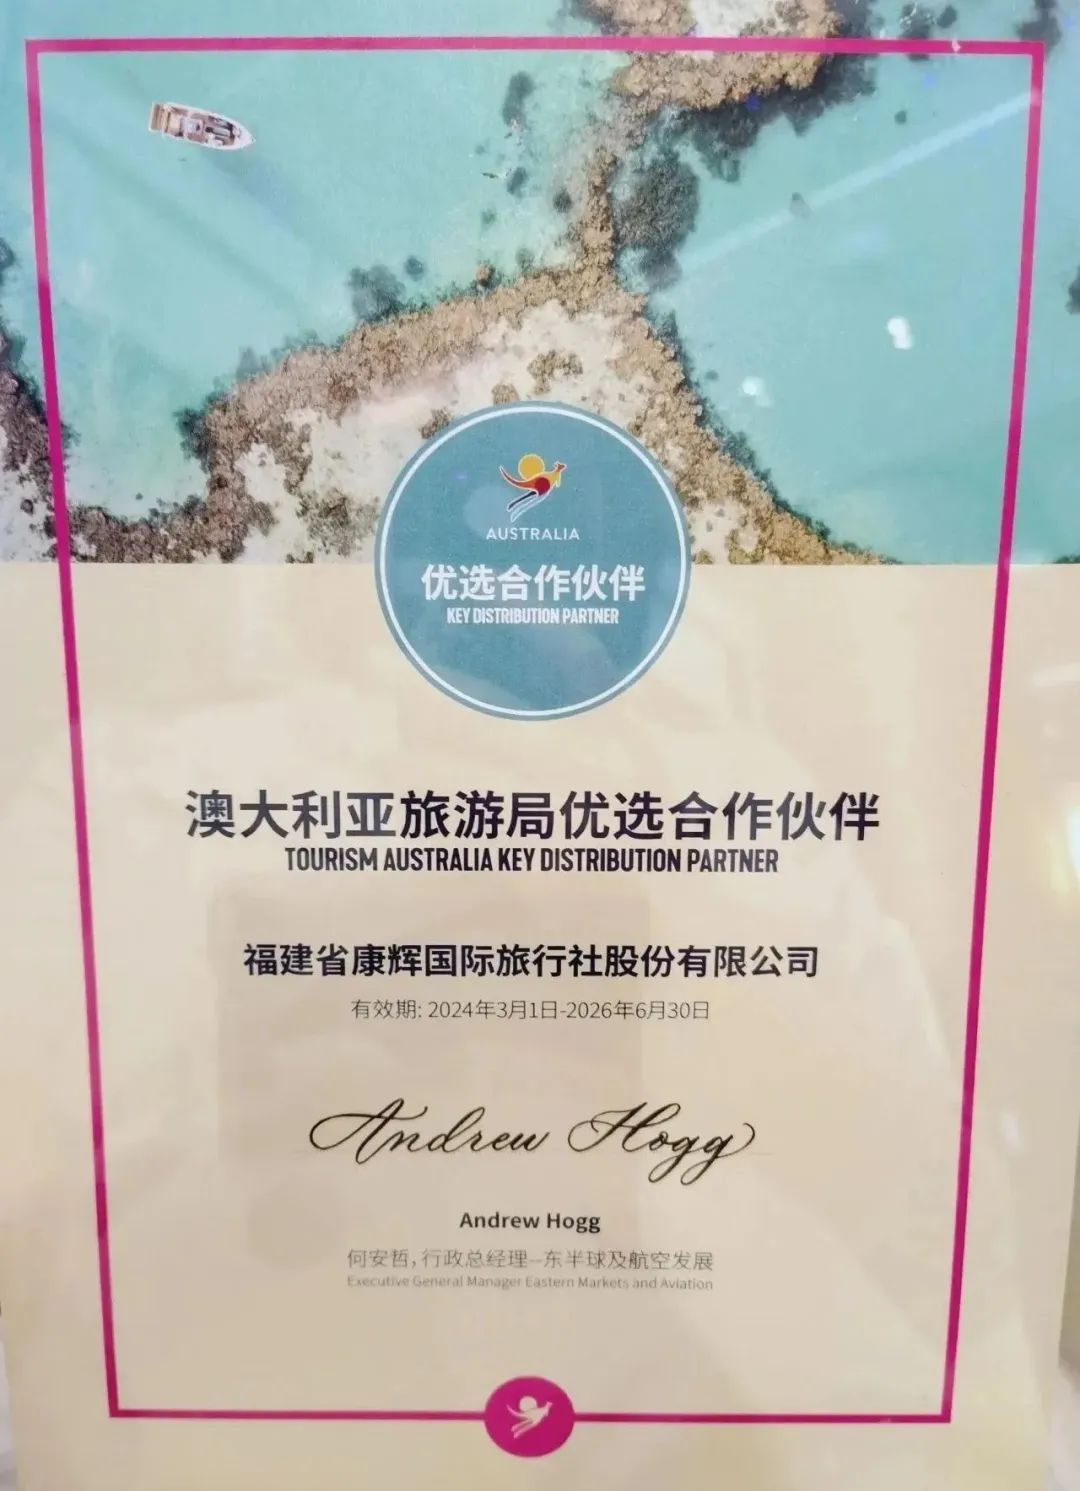 AUSTRALIA
优选合作伙伴
KEY DISTRIBUTION PARTNER
澳大利亚旅游局优选合作伙伴
TOURISM AUSTRALIA KEY DISTRIBUTION PARTNER
福建省康辉国际旅行社股份有限公司
有效期: 2024年3月1日-2026年6月30日
Andrew Hogg
Andrew Hogg
何安哲,行政总经理–东半球及航空发展
Executive General Manager Eastern Markets and Aviation